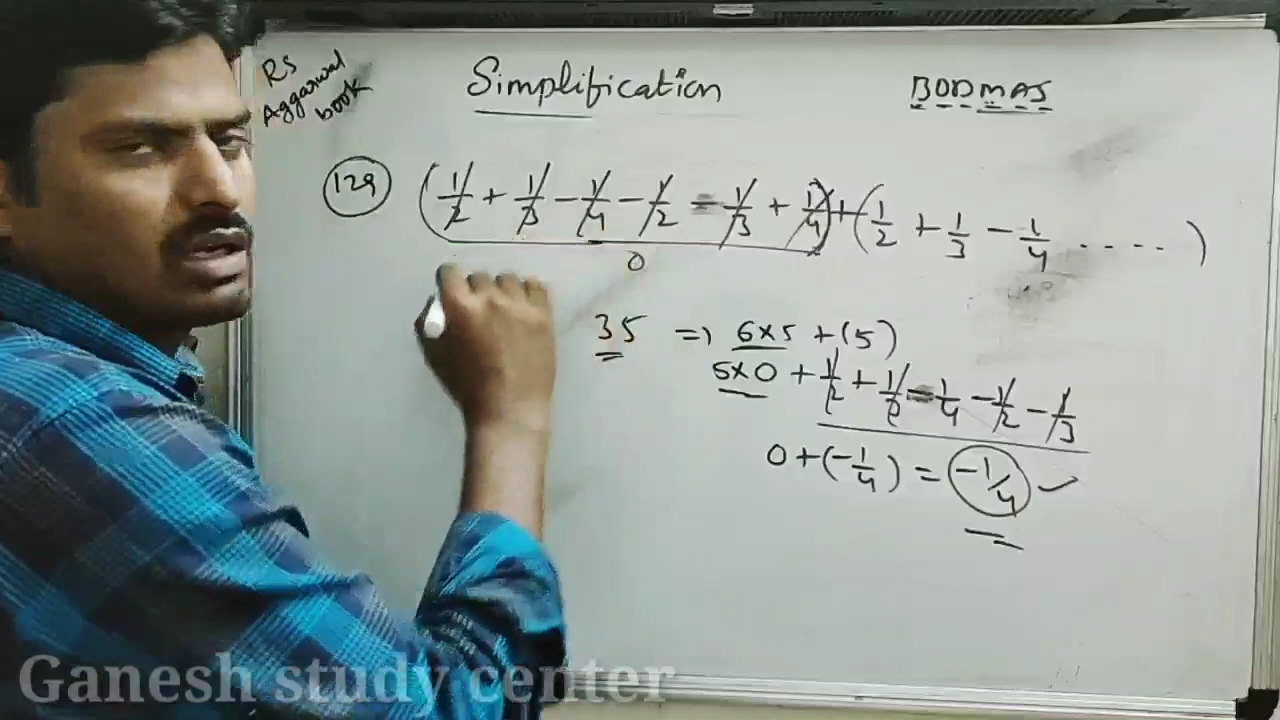 RS
Aggarwal
book
Simplification
BODMAS
129 (1/2 + 1/3 - 1/4 - 1/2 - 1/3 + 1/4) + (1/2 + 1/3 - 1/4 ..... )
0
35 => 6×5 + (5)
5×0 + 1/2 + 1/3 - 1/4 - 1/2 - 1/3
0 + (-1/4) = -1/4
Ganesh study center